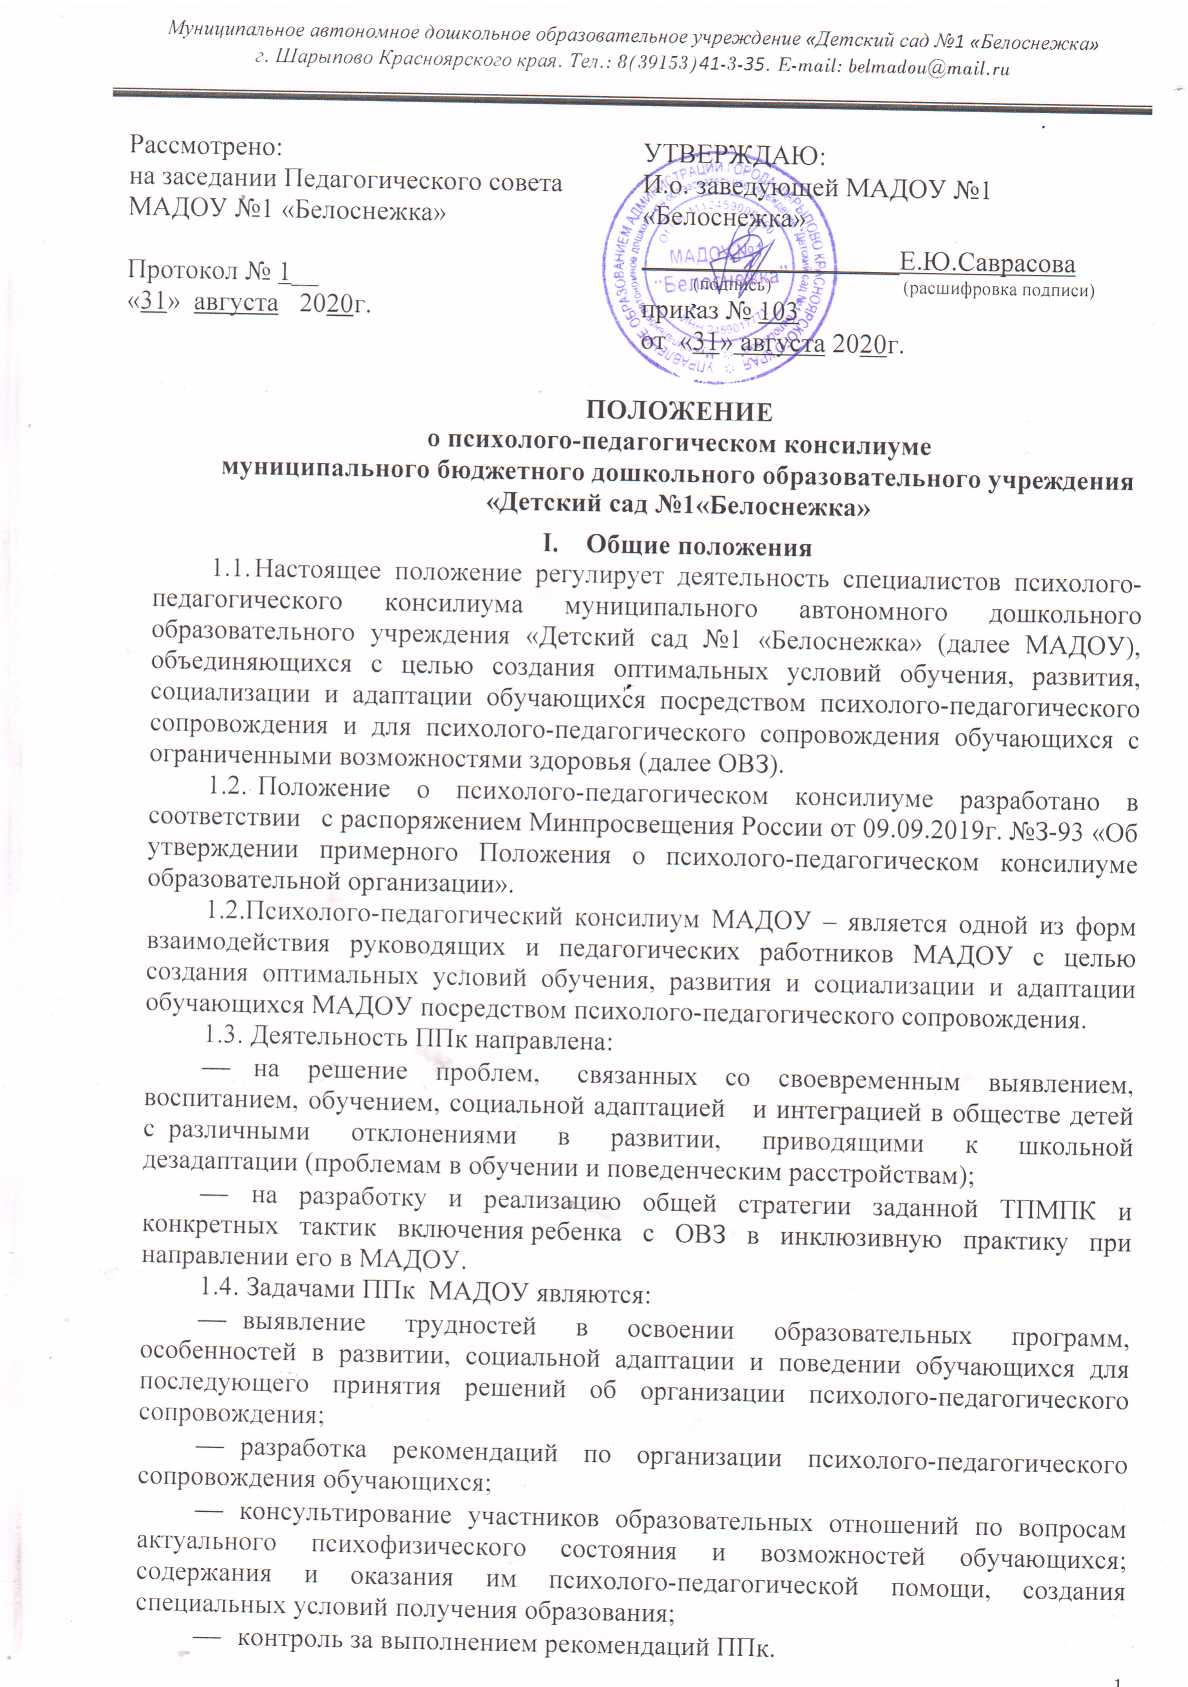 Муниципальное автономное дошкольное образовательное учреждение «Детский сад №1 «Белоснежка»
г. Шарыпово Красноярского края. Тел.: 8(39153)41-3-35. E-mail: belmadou@mail.ru
Рассмотрено:
на заседании Педагогического совета
МАДОУ №1 «Белоснежка»
Протокол № 1
«31» августа 2020г.
УТВЕРЖДАЮ:
И.о. заведующей МАДОУ №1
«Белоснежка»
Е.Ю.Саврасова
(подпись) (расшифровка подписи)
приказ № 103
от «31» августа 2020г.
МАДОУ №1
"Белоснежка"
ПОЛОЖЕНИЕ
о психолого-педагогическом консилиуме
муниципального бюджетного дошкольного образовательного учреждения
«Детский сад №1«Белоснежка»
I. Общие положения
1.1. Настоящее положение регулирует деятельность специалистов психолого-
педагогического консилиума муниципального автономного дошкольного
образовательного учреждения «Детский сад №1 «Белоснежка» (далее МАДОУ),
объединяющихся с целью создания оптимальных условий обучения, развития,
социализации и адаптации обучающихся посредством психолого-педагогического
сопровождения и для психолого-педагогического сопровождения обучающихся с
ограниченными возможностями здоровья (далее ОВЗ).
1.2. Положение о психолого-педагогическом консилиуме разработано в
соответствии с распоряжением Минпросвещения России от 09.09.2019г. №З-93 «Об
утверждении примерного Положения о психолого-педагогическом консилиуме
образовательной организации».
1.2.Психолого-педагогический консилиум МАДОУ – является одной из форм
взаимодействия руководящих и педагогических работников МАДОУ с целью
создания оптимальных условий обучения, развития и социализации и адаптации
обучающихся МАДОУ посредством психолого-педагогического сопровождения.
1.3. Деятельность ППк направлена:
— на решение проблем, связанных со своевременным выявлением,
воспитанием, обучением, социальной адаптацией и интеграцией в обществе детей
с различными отклонениями в развитии, приводящими к школьной
дезадаптации (проблемам в обучении и поведенческим расстройствам);
— на разработку и реализацию общей стратегии заданной ТПМПК и
конкретных тактик включения ребенка с ОВЗ в инклюзивную практику при
направлении его в МАДОУ.
1.4. Задачами ППк МАДОУ являются:
— выявление трудностей в освоении образовательных программ,
особенностей в развитии, социальной адаптации и поведении обучающихся для
последующего принятия решений об организации психолого-педагогического
сопровождения;
— разработка рекомендаций по организации психолого-педагогического
сопровождения обучающихся;
— консультирование участников образовательных отношений по вопросам
актуального психофизического состояния и возможностей обучающихся;
содержания и оказания им психолого-педагогической помощи, создания
специальных условий получения образования;
— контроль за выполнением рекомендаций ППк.
1